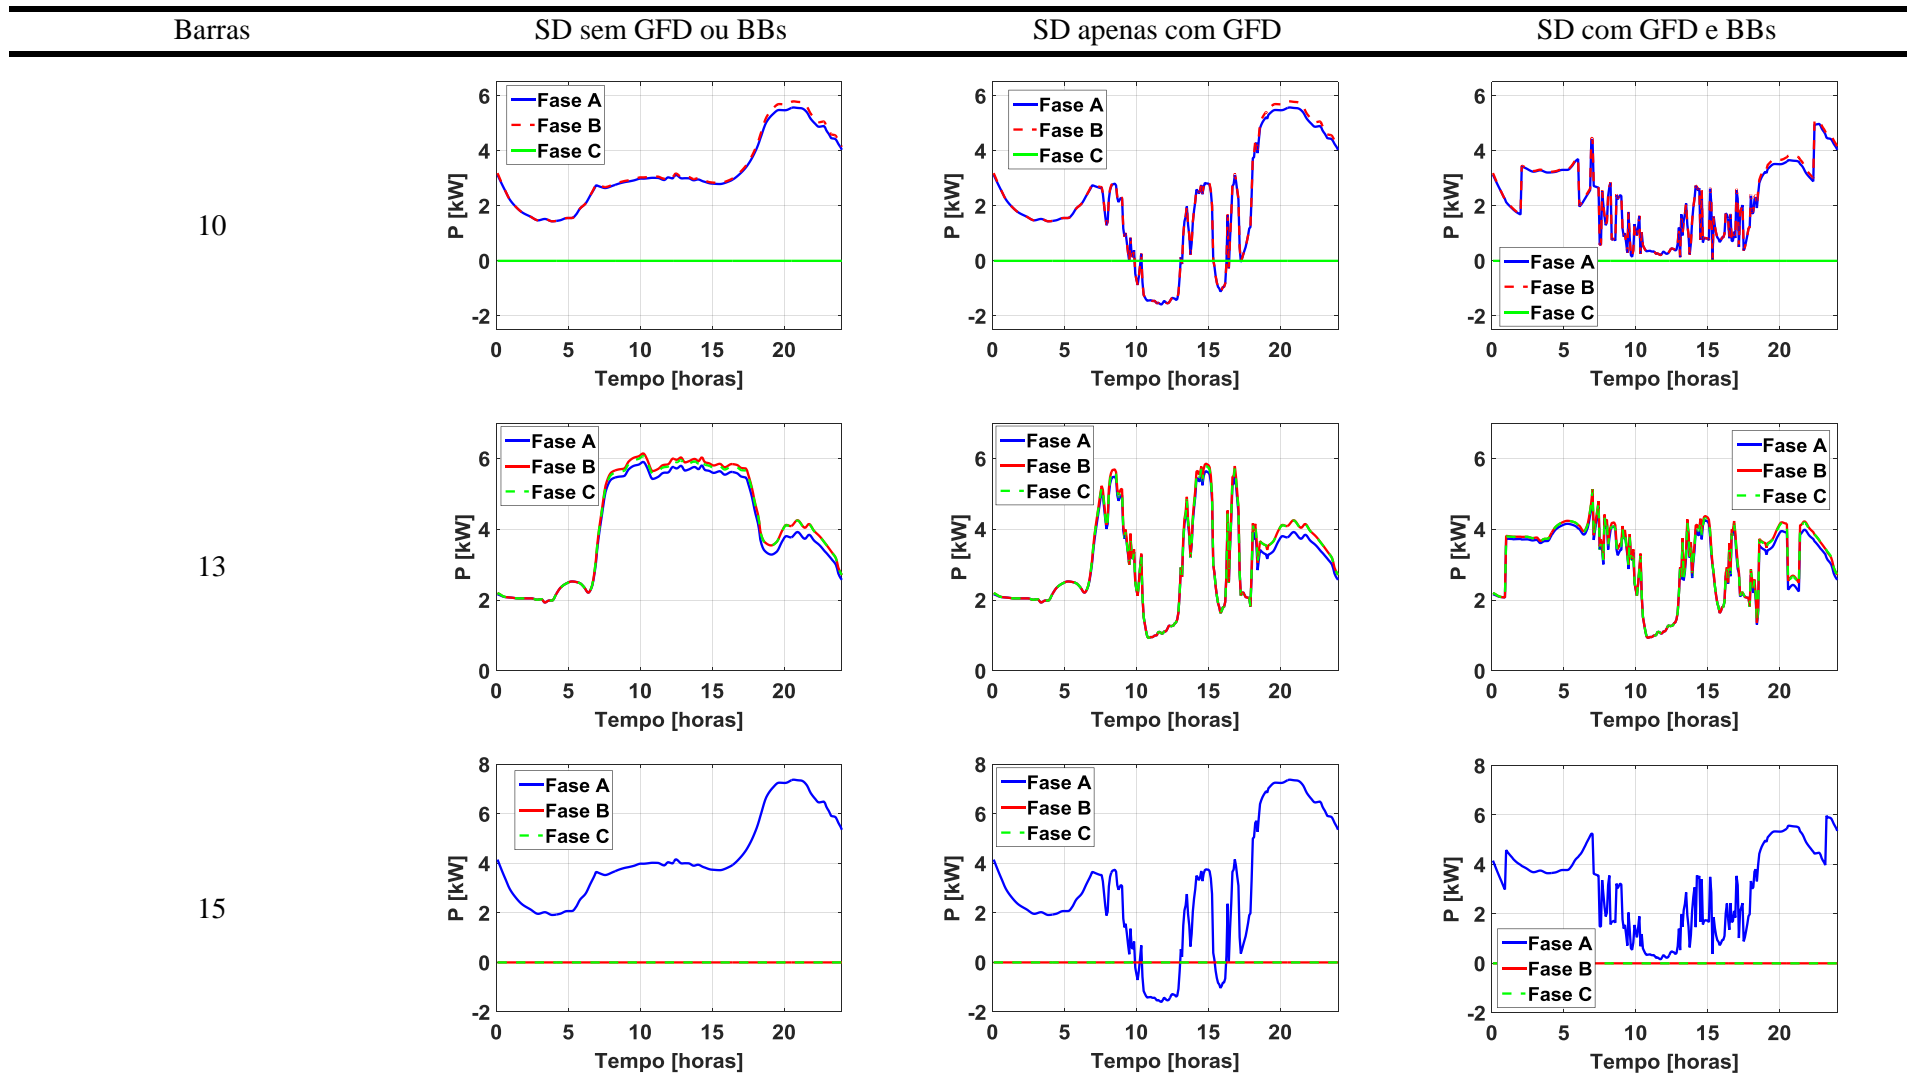 Barras SD sem GFD ou BBs SD apenas com GFD SD com GFD e BBs
10
P [kW]
6
4
2
0
-2
Fase A
Fase B
Fase C
0 5 10 15 20
Tempo [horas]
P [kW]
6
4
2
0
-2
Fase A
Fase B
Fase C
0 5 10 15 20
Tempo [horas]
P [kW]
6
4
2
0
-2
Fase A
Fase B
Fase C
0 5 10 15 20
Tempo [horas]
13
P [kW]
6
4
2
0
Fase A
Fase B
Fase C
0 5 10 15 20
Tempo [horas]
P [kW]
6
4
2
0
Fase A
Fase B
Fase C
0 5 10 15 20
Tempo [horas]
P [kW]
6
4
2
0
Fase A
Fase B
Fase C
0 5 10 15 20
Tempo [horas]
15
P [kW]
8
6
4
2
0
-2
Fase A
Fase B
Fase C
0 5 10 15 20
Tempo [horas]
P [kW]
8
6
4
2
0
-2
Fase A
Fase B
Fase C
0 5 10 15 20
Tempo [horas]
P [kW]
8
6
4
2
0
-2
Fase A
Fase B
Fase C
0 5 10 15 20
Tempo [horas]